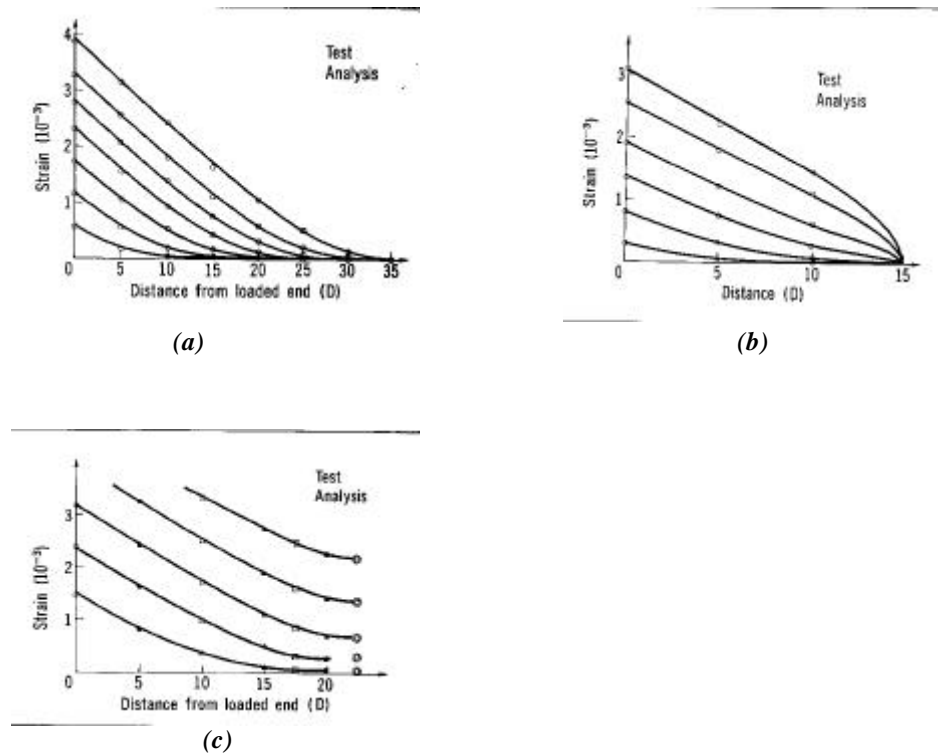 4
3
2
1
0
Strain (10⁻³)
Test
Analysis
0 5 10 15 20 25 30 35
Distance from loaded end (D)
(a)
3
2
1
0
Strain (10⁻³)
Test
Analysis
5 10 15
Distance (D)
(b)
3
2
1
0
Strain (10⁻³)
Test
Analysis
5 10 15 20
Distance from loaded end (D)
(c)